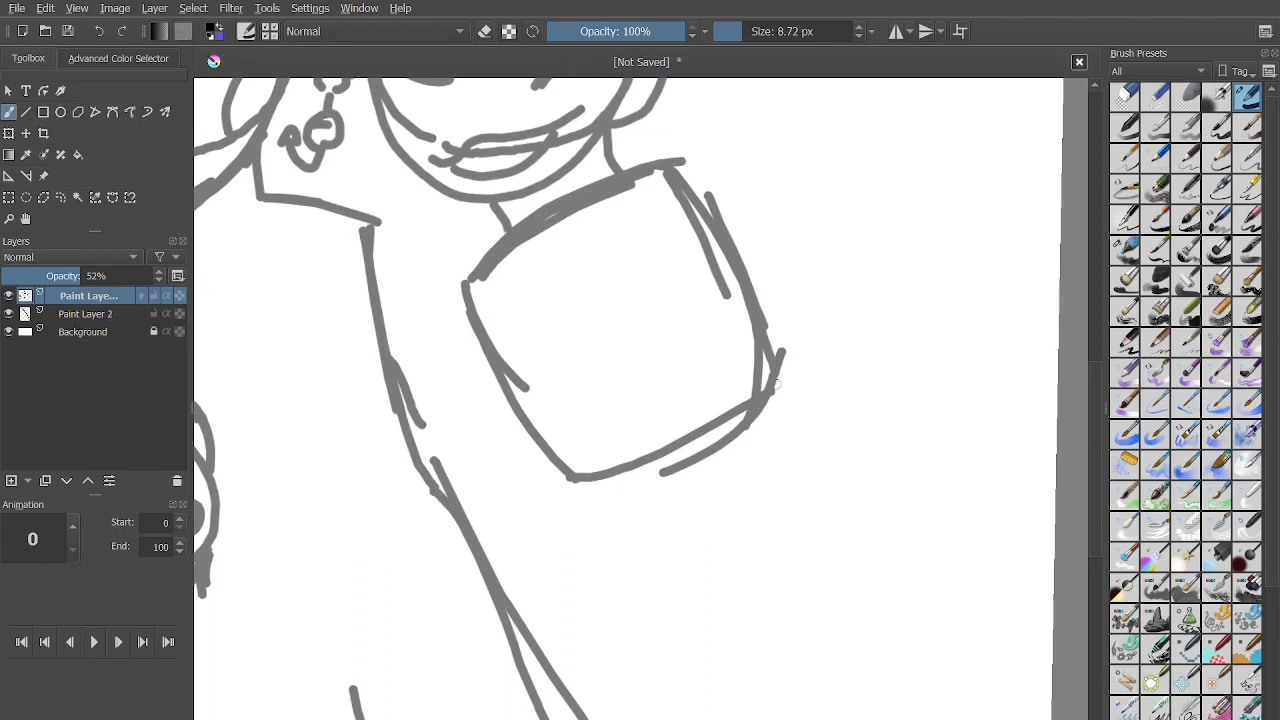 File Edit View Image Layer Select Filter Tools Settings Window Help
Normal Opacity: 100% Size: 8.72 px
Toolbox Advanced Color Selector
[Not Saved] *
Brush Presets
All Tag
Layers
Normal
Opacity: 52%
Paint Laye...
Paint Layer 2
Background
Animation
0 Start: 0
End: 100